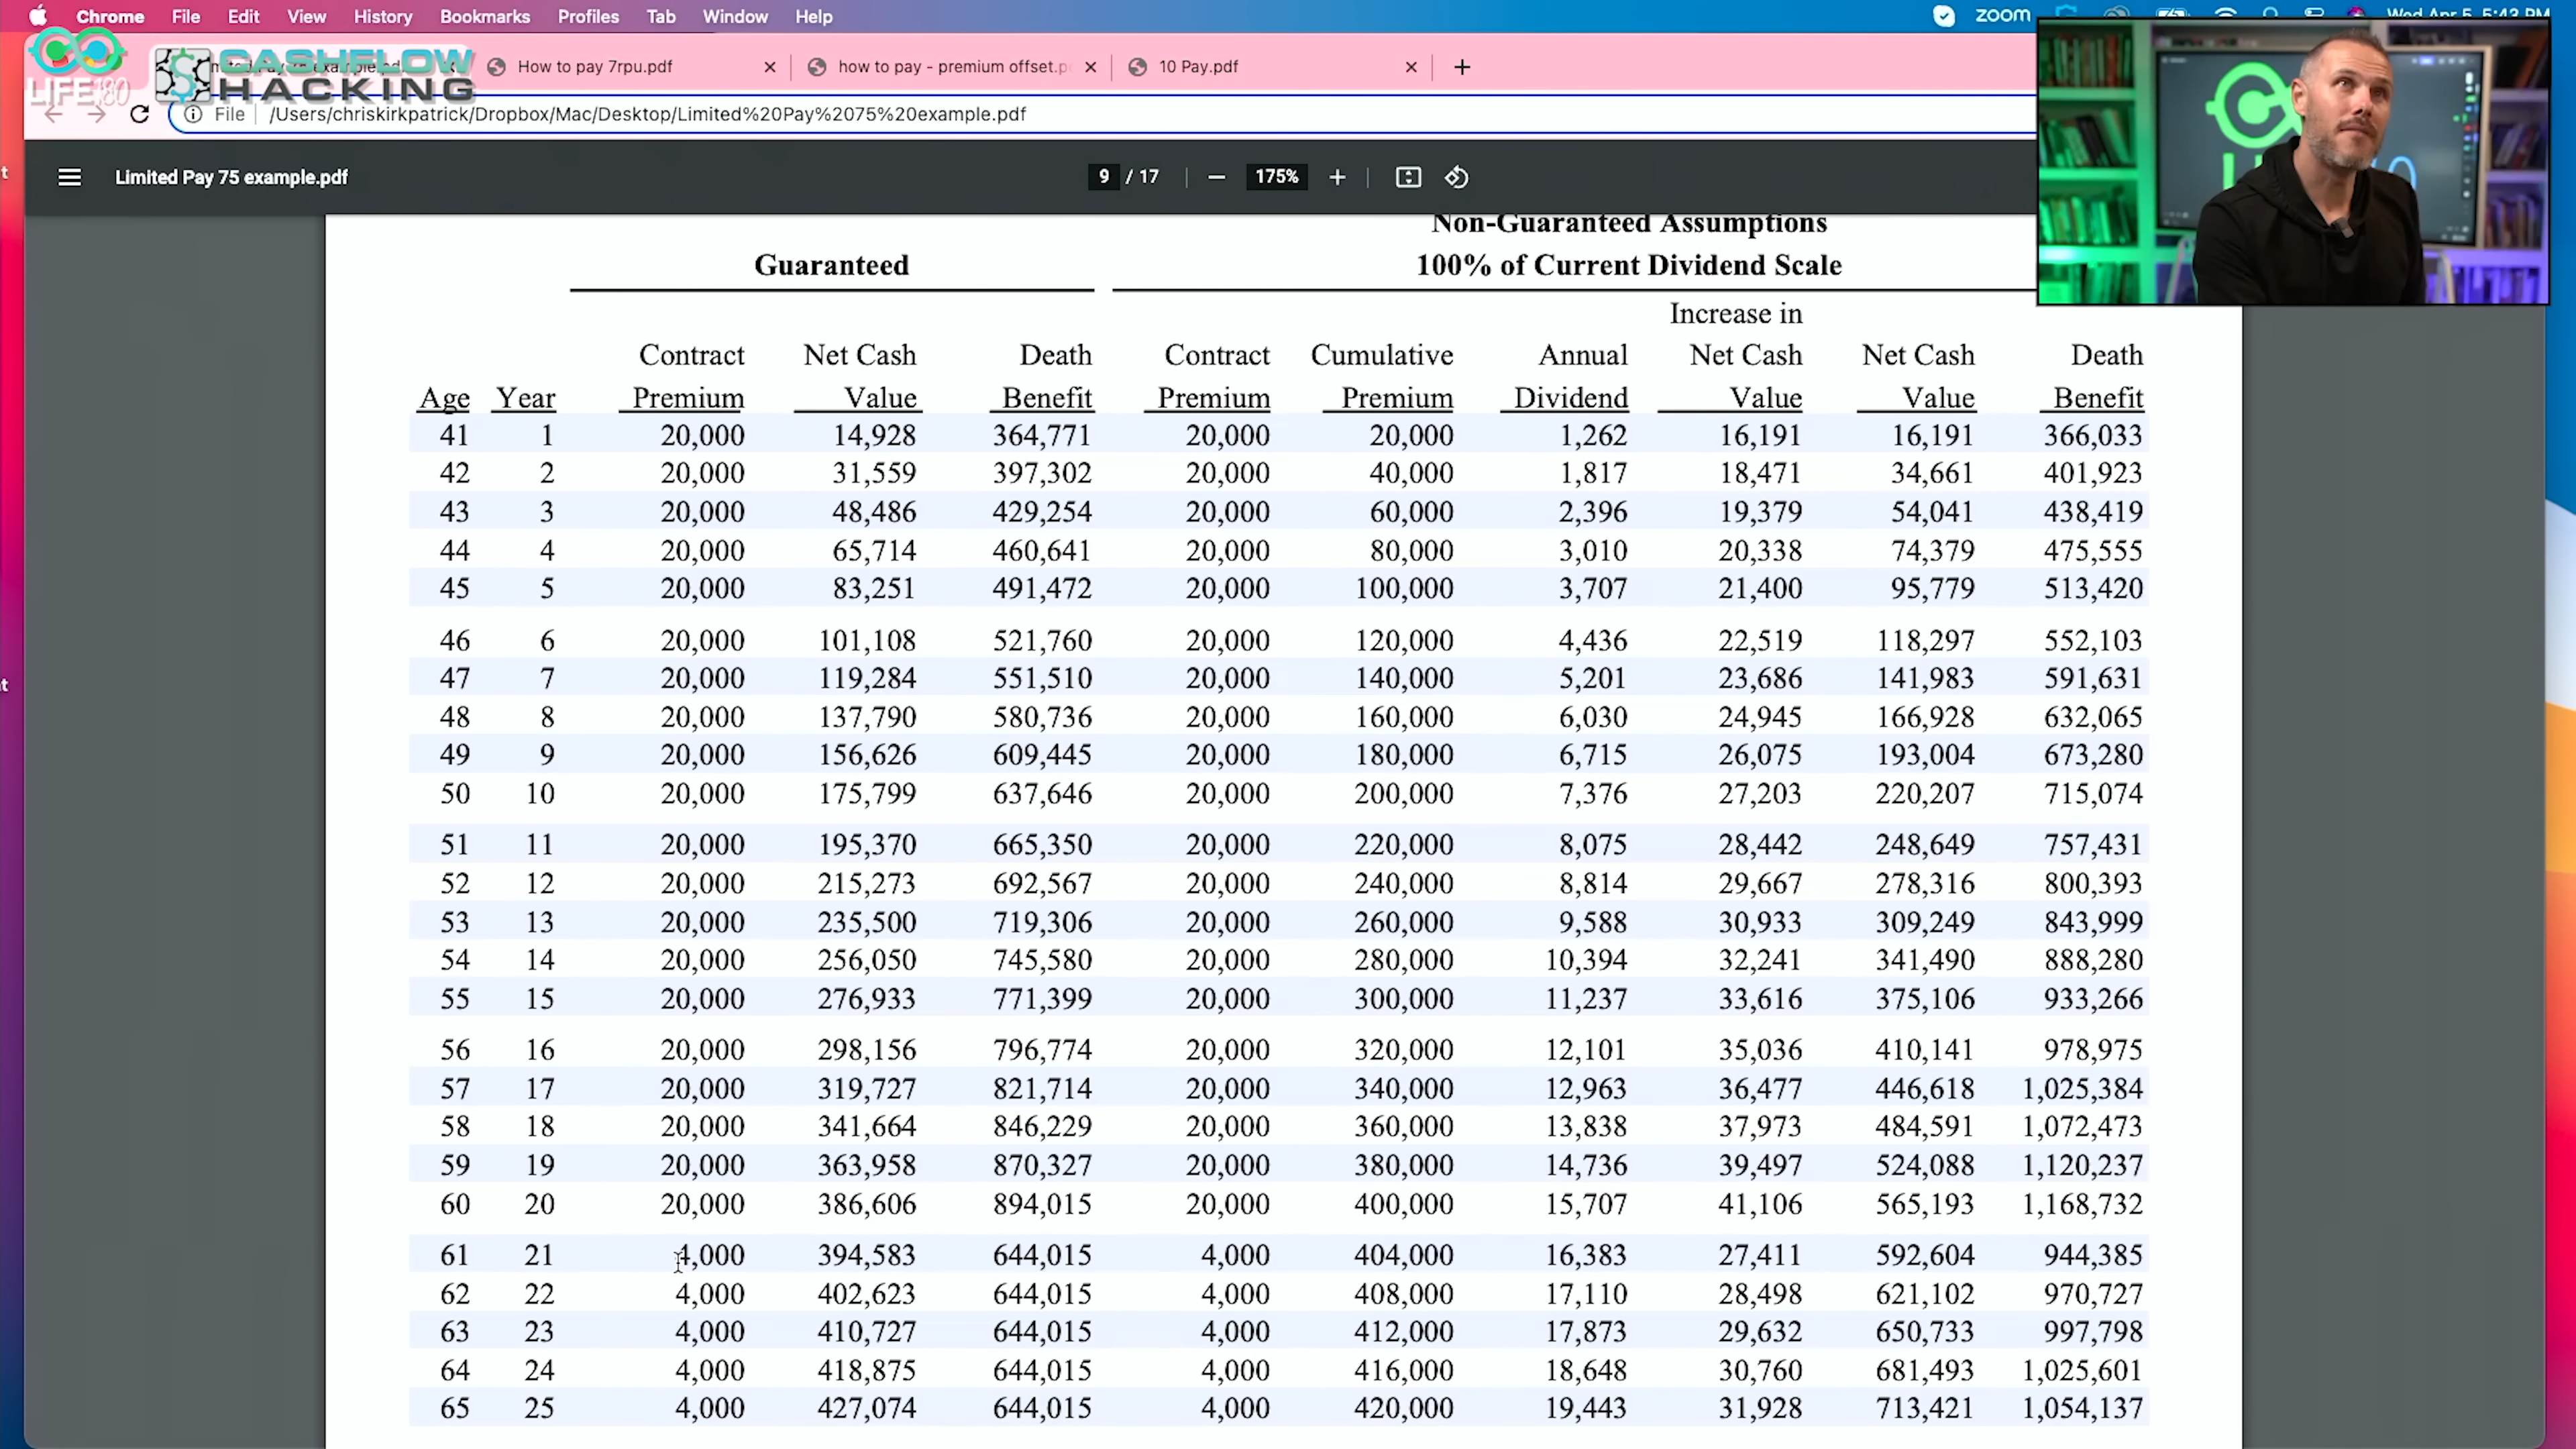 Chrome File Edit View History Bookmarks Profiles Tab Window Help zoom Wed Apr 5 5:43 PM
LIFE180 CASHFLOW HACKING
How to pay 7rpu.pdf how to pay - premium offset.p 10 Pay.pdf
File /Users/chriskirkpatrick/Dropbox/Mac/Desktop/Limited%20Pay%2075%20example.pdf
Limited Pay 75 example.pdf 9 / 17 — 175% +
Non-Guaranteed Assumptions
Guaranteed 100% of Current Dividend Scale
Increase in
Contract Net Cash Death Contract Cumulative Annual Net Cash Net Cash Death
Age Year Premium Value Benefit Premium Premium Dividend Value Value Benefit
41 1 20,000 14,928 364,771 20,000 20,000 1,262 16,191 16,191 366,033
42 2 20,000 31,559 397,302 20,000 40,000 1,817 18,471 34,661 401,923
43 3 20,000 48,486 429,254 20,000 60,000 2,396 19,379 54,041 438,419
44 4 20,000 65,714 460,641 20,000 80,000 3,010 20,338 74,379 475,555
45 5 20,000 83,251 491,472 20,000 100,000 3,707 21,400 95,779 513,420
46 6 20,000 101,108 521,760 20,000 120,000 4,436 22,519 118,297 552,103
47 7 20,000 119,284 551,510 20,000 140,000 5,201 23,686 141,983 591,631
48 8 20,000 137,790 580,736 20,000 160,000 6,030 24,945 166,928 632,065
49 9 20,000 156,626 609,445 20,000 180,000 6,715 26,075 193,004 673,280
50 10 20,000 175,799 637,646 20,000 200,000 7,376 27,203 220,207 715,074
51 11 20,000 195,370 665,350 20,000 220,000 8,075 28,442 248,649 757,431
52 12 20,000 215,273 692,567 20,000 240,000 8,814 29,667 278,316 800,393
53 13 20,000 235,500 719,306 20,000 260,000 9,588 30,933 309,249 843,999
54 14 20,000 256,050 745,580 20,000 280,000 10,394 32,241 341,490 888,280
55 15 20,000 276,933 771,399 20,000 300,000 11,237 33,616 375,106 933,266
56 16 20,000 298,156 796,774 20,000 320,000 12,101 35,036 410,141 978,975
57 17 20,000 319,727 821,714 20,000 340,000 12,963 36,477 446,618 1,025,384
58 18 20,000 341,664 846,229 20,000 360,000 13,838 37,973 484,591 1,072,473
59 19 20,000 363,958 870,327 20,000 380,000 14,736 39,497 524,088 1,120,237
60 20 20,000 386,606 894,015 20,000 400,000 15,707 41,106 565,193 1,168,732
61 21 4,000 394,583 644,015 4,000 404,000 16,383 27,411 592,604 944,385
62 22 4,000 402,623 644,015 4,000 408,000 17,110 28,498 621,102 970,727
63 23 4,000 410,727 644,015 4,000 412,000 17,873 29,632 650,733 997,798
64 24 4,000 418,875 644,015 4,000 416,000 18,648 30,760 681,493 1,025,601
65 25 4,000 427,074 644,015 4,000 420,000 19,443 31,928 713,421 1,054,137